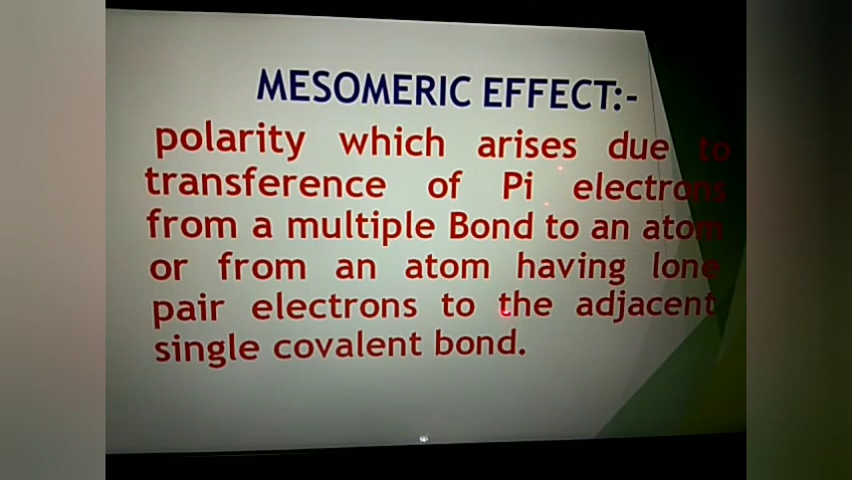 MESOMERIC EFFECT:-
polarity which arises due to
transference of Pi electrons
from a multiple Bond to an atom
or from an atom having lone
pair electrons to the adjacent
single covalent bond.